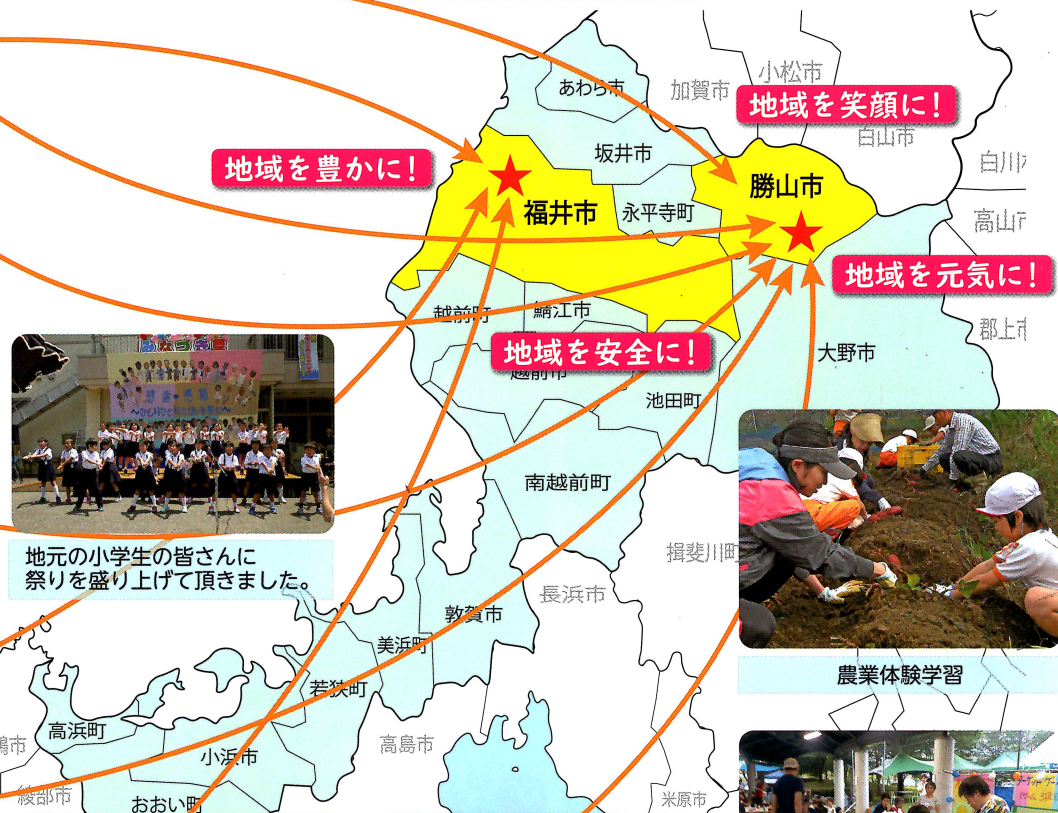 あわら市
加賀市
小松市
地域を笑顔に!
白山市
坂井市
地域を豊かに!
勝山市
白川
福井市
永平寺町
高山市
地域を元気に!
越前町
鯖江市
郡上市
地域を安全に!
大野市
越前市
池田町
南越前町
地元の小学生の皆さんに
祭りを盛り上げて頂きました。
揖斐川町
長浜市
敦賀市
美浜町
農業体験学習
若狭町
高浜町
小浜市
高島市
綾部市
おおい町
米原市